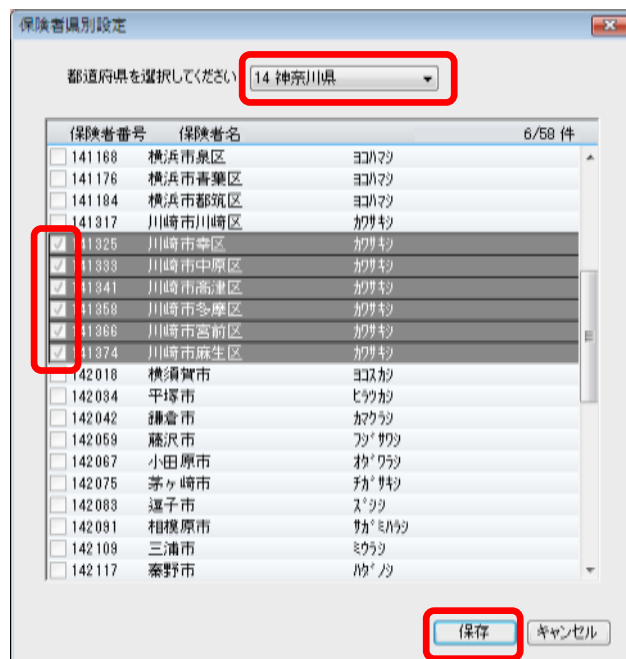 保険者県別設定
都道府県を選択してください 14 神奈川県
保険者番号 保険者名 6/58 件
141168 横浜市泉区 ヨコハマシ
141176 横浜市青葉区 ヨコハマシ
141184 横浜市都筑区 ヨコハマシ
141317 川崎市川崎区 カワサキシ
141325 川崎市幸区 カワサキシ
141333 川崎市中原区 カワサキシ
141341 川崎市高津区 カワサキシ
141358 川崎市多摩区 カワサキシ
141366 川崎市宮前区 カワサキシ
141374 川崎市麻生区 カワサキシ
142018 横須賀市 ヨコスカシ
142034 平塚市 ヒラツカシ
142042 鎌倉市 カマクラシ
142059 藤沢市 フジサワシ
142067 小田原市 オダワラシ
142075 茅ヶ崎市 チガサキシ
142083 逗子市 ズシシ
142091 相模原市 サガミハラシ
142109 三浦市 ミウラシ
142117 秦野市 ハダノシ
保存 キャンセル